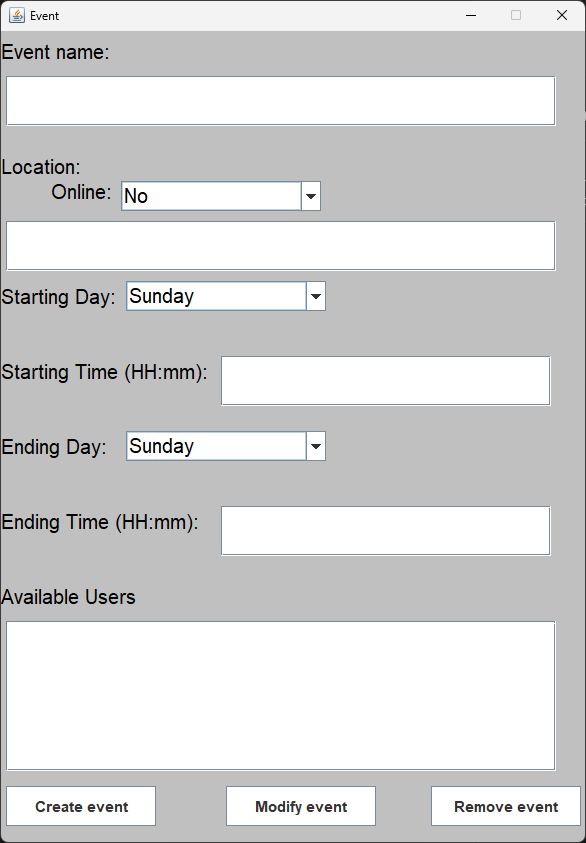 Event
Event name:
Location:
Online: No
Starting Day: Sunday
Starting Time (HH:mm):
Ending Day: Sunday
Ending Time (HH:mm):
Available Users
Create event Modify event Remove event